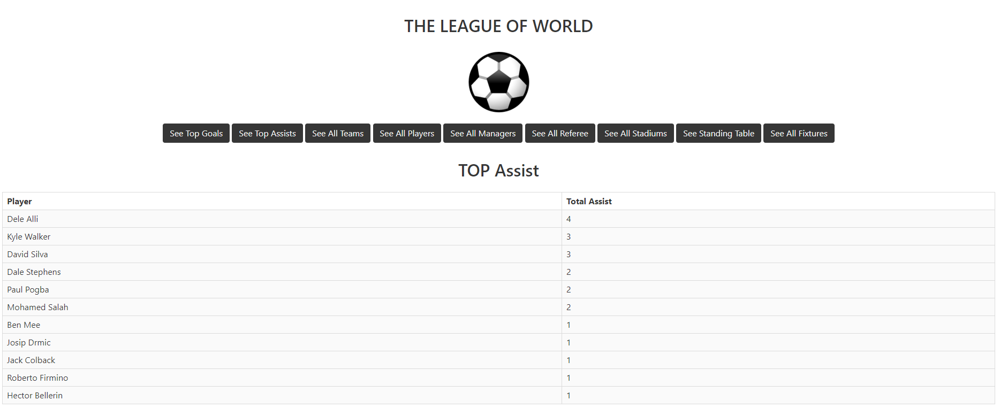 THE LEAGUE OF WORLD
See Top Goals See Top Assists See All Teams See All Players See All Managers See All Referee See All Stadiums See Standing Table See All Fixtures
TOP Assist
Player Total Assist
Dele Alli 4
Kyle Walker 3
David Silva 3
Dale Stephens 2
Paul Pogba 2
Mohamed Salah 2
Ben Mee 1
Josip Drmic 1
Jack Colback 1
Roberto Firmino 1
Hector Bellerin 1